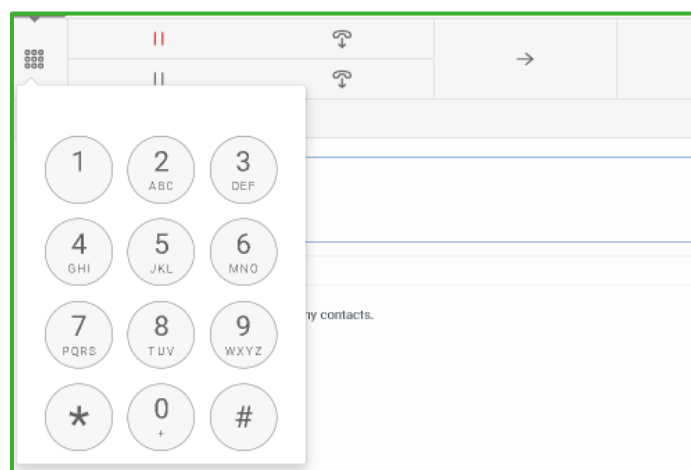 1 2 3
ABC DEF
4 5 6
GHI JKL MNO
7 8 9
PQRS TUV WXYZ
* 0 #
+
contacts.